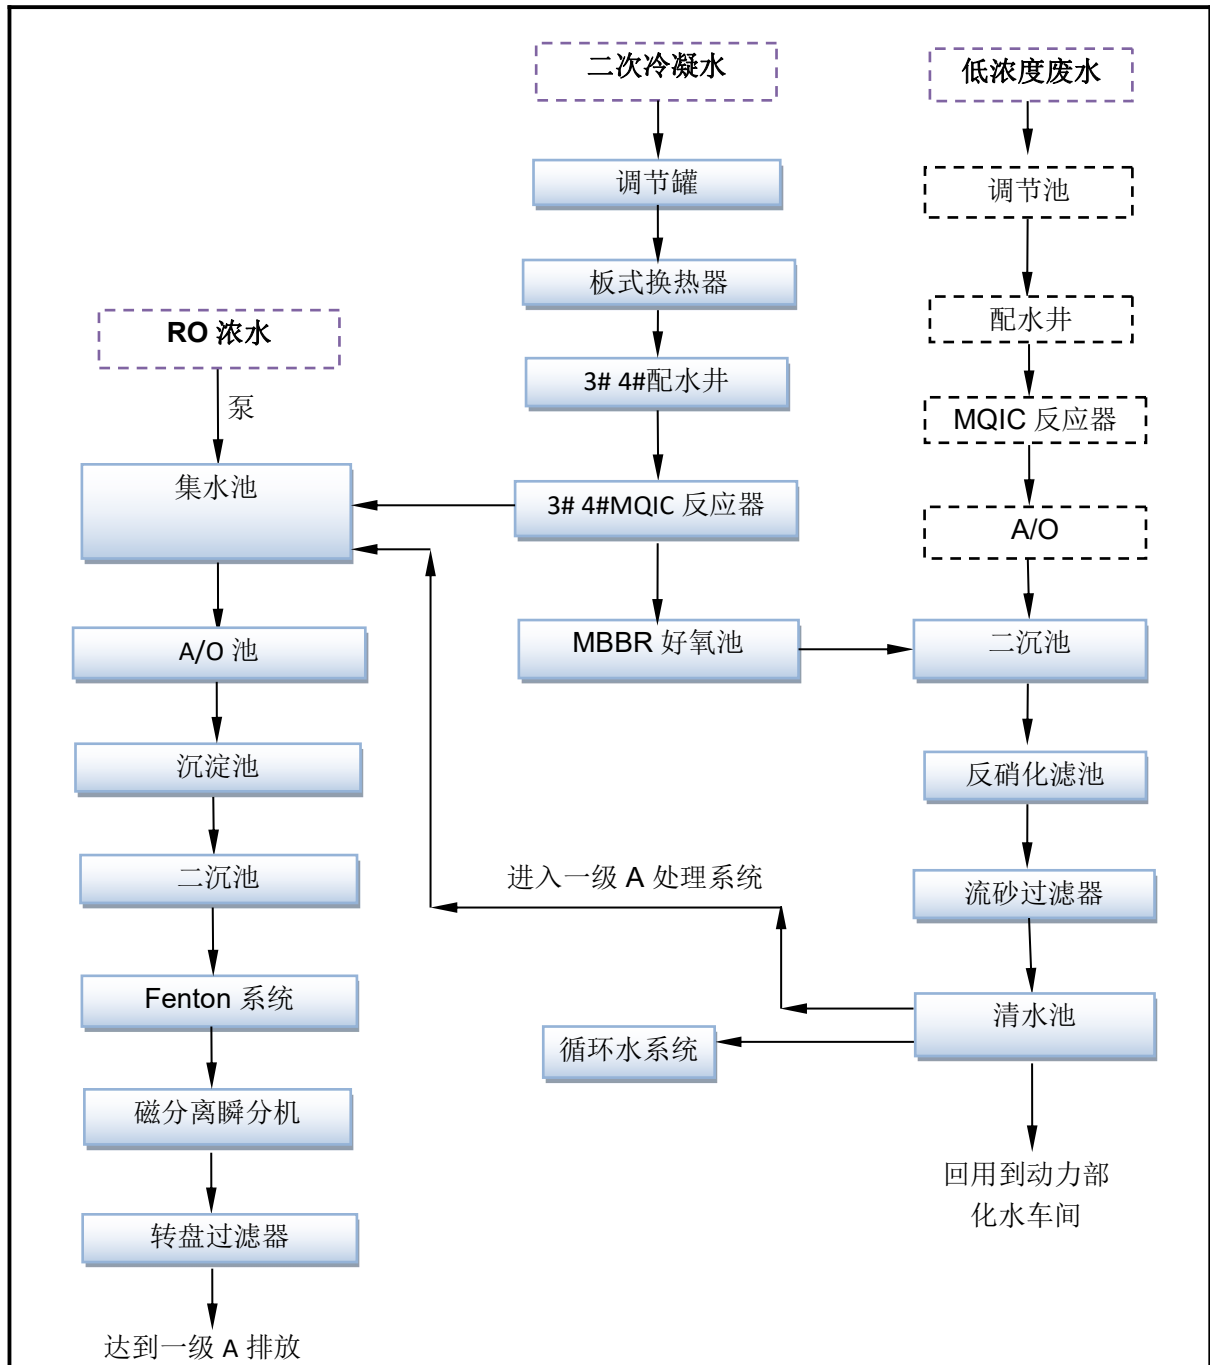 二次冷凝水
低浓度废水
调节罐
调节池
板式换热器
配水井
RO 浓水
泵
3# 4#配水井
MQIC 反应器
集水池
3# 4#MQIC 反应器
A/O
A/O 池
MBBR 好氧池
二沉池
沉淀池
反硝化滤池
二沉池
进入一级 A 处理系统
流砂过滤器
Fenton 系统
清水池
循环水系统
磁分离瞬分机
回用到动力部
化水车间
转盘过滤器
达到一级 A 排放